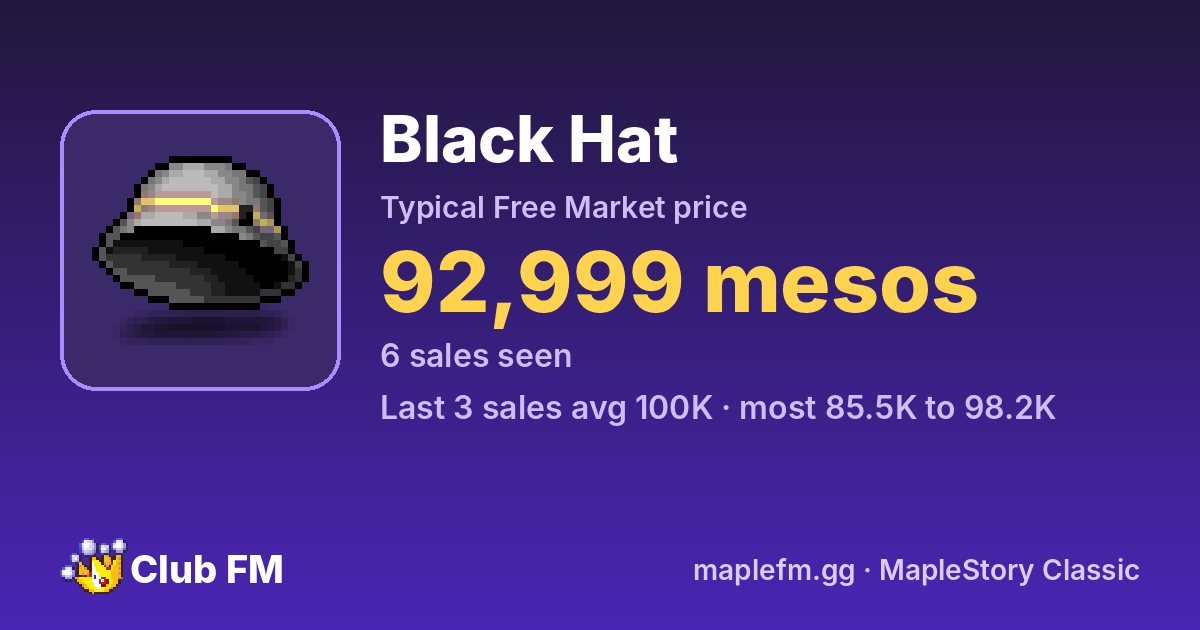 Black Hat
Typical Free Market price
92,999 mesos
6 sales seen
Last 3 sales avg 100K · most 85.5K to 98.2K
Club FM
maplefm.gg · MapleStory Classic